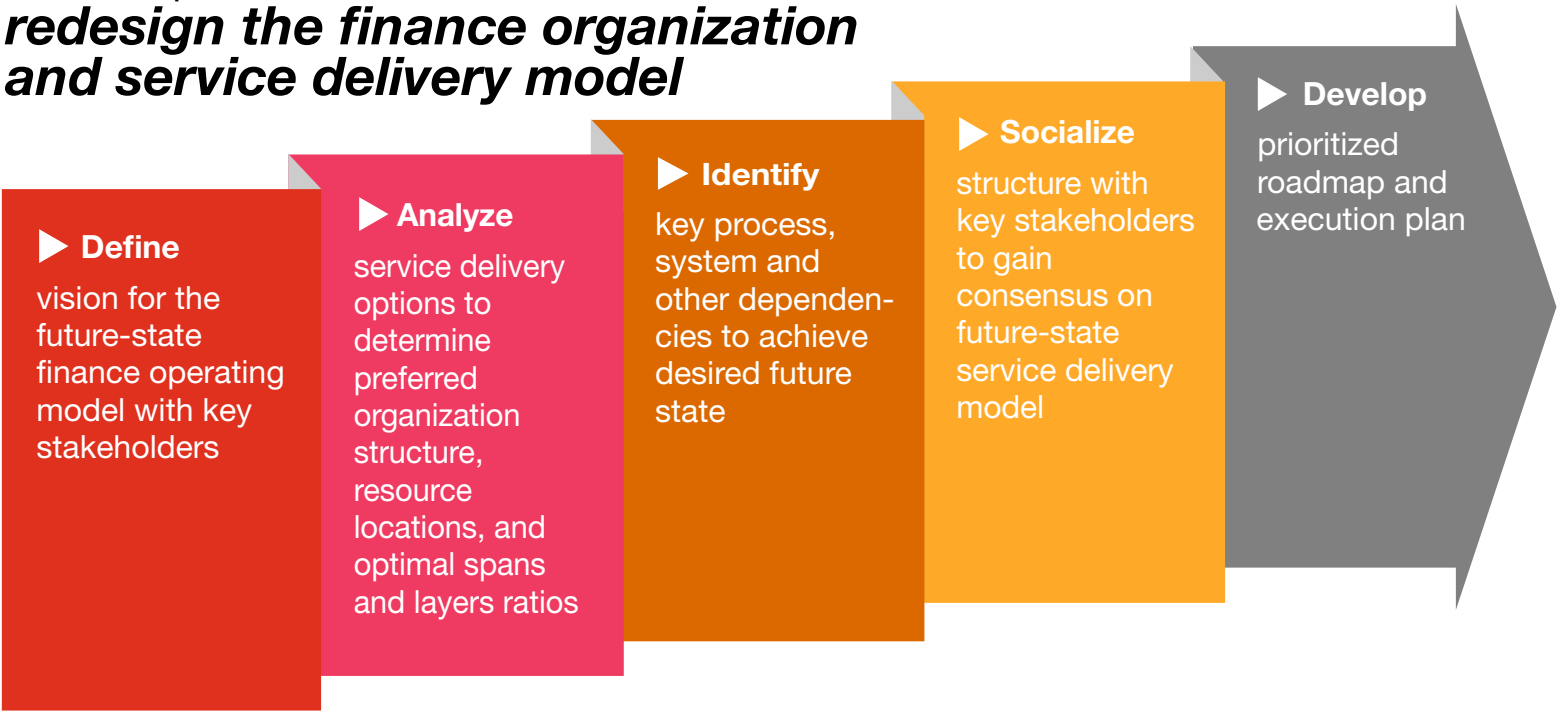 redesign the finance organization
and service delivery model
Define
vision for the
future-state
finance operating
model with key
stakeholders
Analyze
service delivery
options to
determine
preferred
organization
structure,
resource
locations, and
optimal spans
and layers ratios
Identify
key process,
system and
other dependen-
cies to achieve
desired future
state
Socialize
structure with
key stakeholders
to gain
consensus on
future-state
service delivery
model
Develop
prioritized
roadmap and
execution plan